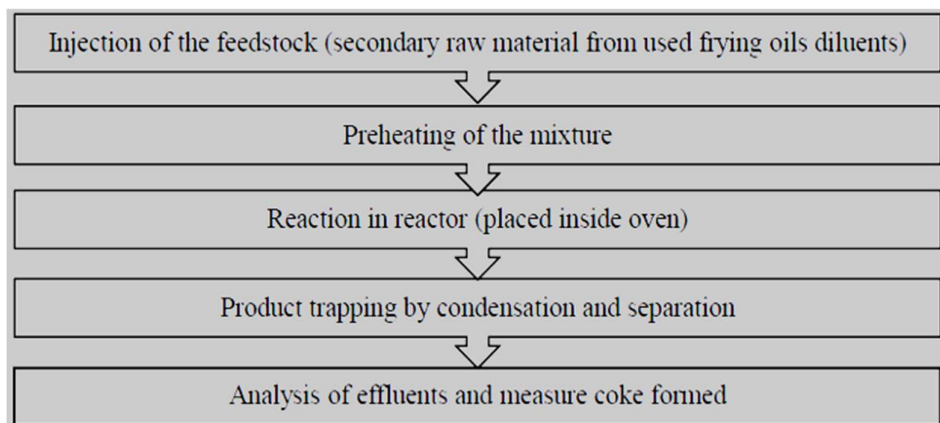 Injection of the feedstock (secondary raw material from used frying oils diluents)
Preheating of the mixture
Reaction in reactor (placed inside oven)
Product trapping by condensation and separation
Analysis of effluents and measure coke formed